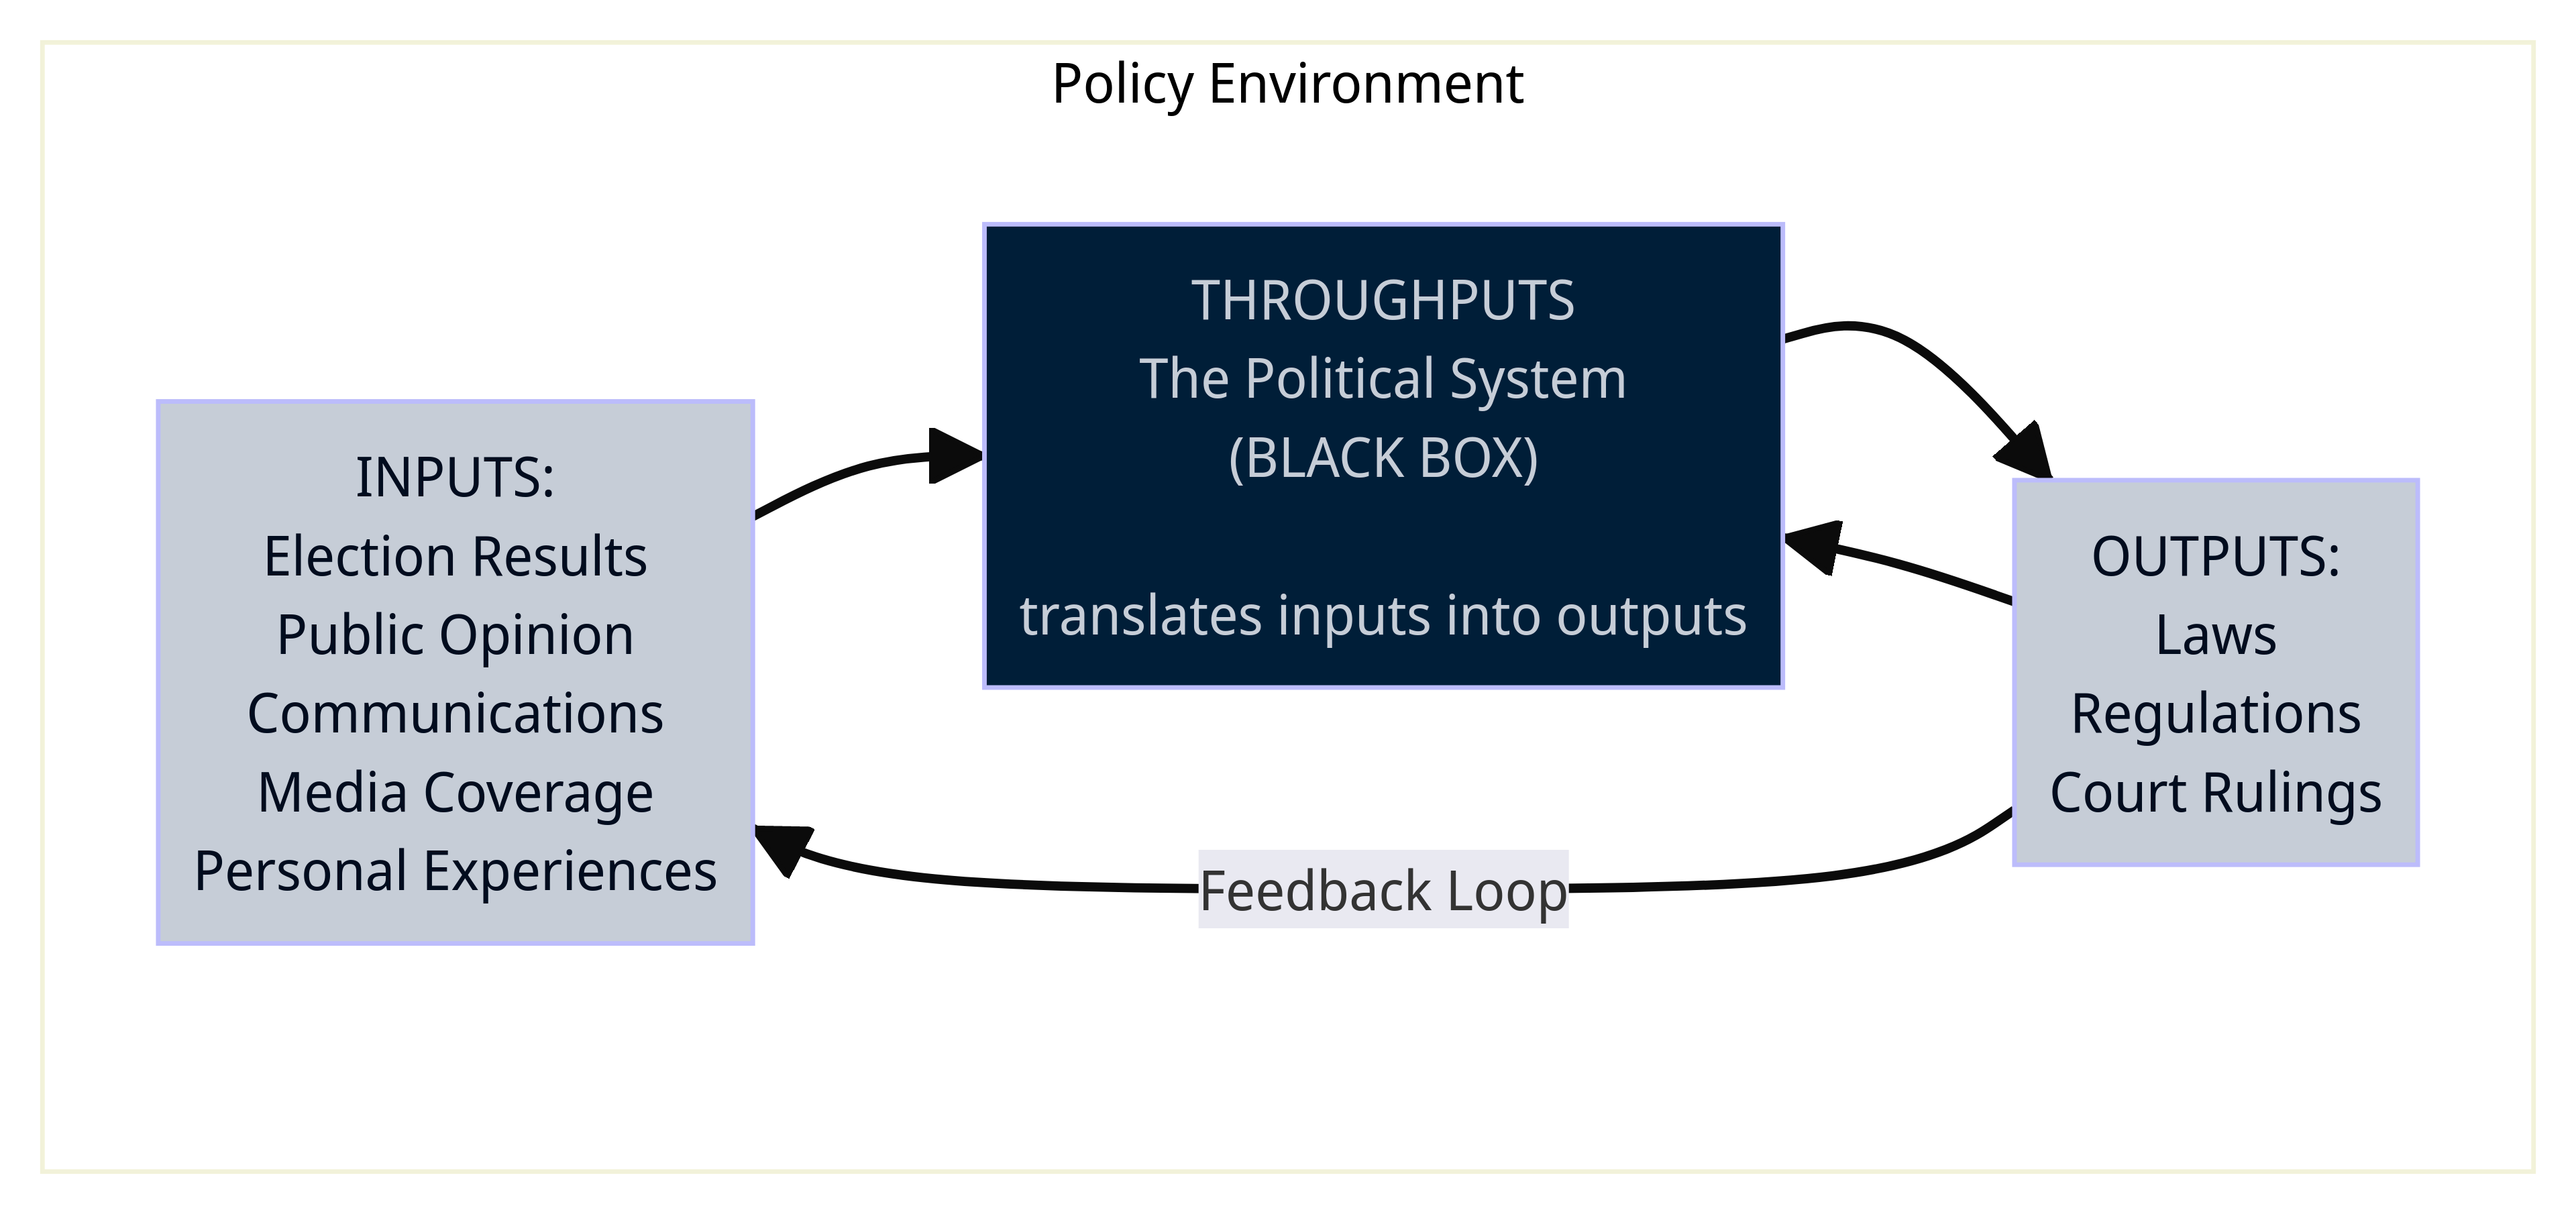 Policy Environment
INPUTS:
Election Results
Public Opinion
Communications
Media Coverage
Personal Experiences
THROUGHPUTS
The Political System
(BLACK BOX)
translates inputs into outputs
OUTPUTS:
Laws
Regulations
Court Rulings
Feedback Loop